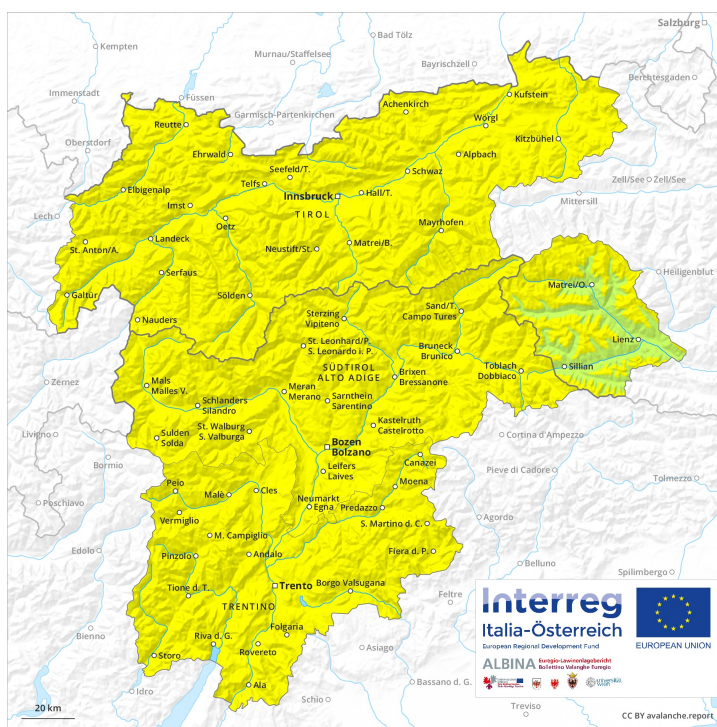 Salzburg
Kempten
Bad Tölz
Murnau/Staffelsee
Bayrischzell
Berchtesgaden
Immenstadt
Füssen
Garmisch-Partenkirchen
Achenkirch
Kufstein
Reutte
Wörgl
Oberstdorf
Ehrwald
Kitzbühel
Alpbach
Seefeld/T.
Schwaz
Telfs
Zell/See
Zell/See
Elbigenalp
Innsbruck
Hall/T.
Mittersill
Imst
TIROL
Lech
Oetz
Mayrhofen
Landeck
Matrei/B.
St. Anton/A.
Neustift/St.
Serfaus
Heiligenblut
Matrei/O.
Galtür
Sölden
Sand/T.
Campo Tures
Nauders
Sterzing
Vipiteno
Lienz
St. Leonhard/P.
S. Leonardo i. P.
Bruneck
Brunico
SÜDTIROL
ALTO ADIGE
Toblach
Dobbiaco
Sillian
Brixen
Bressanone
Zernez
Mals
Malles V.
Meran
Merano
Schlanders
Silandro
Sarnthein
Sarentino
St. Walburg
S. Valburga
Kastelruth
Castelrotto
Livigno
Sulden
Solda
Bozen
Bolzano
Cortina d'Ampezzo
Bormio
Canazei
Leifers
Laives
Pieve di Cadore
Tolmezzo
Peio
Moena
Malè
Cles
Neumarkt
Egna
Predazzo
Poschiavo
Vermiglio
Agordo
S. Martino d. C.
M. Campiglio
Edolo
Pinzolo
Andalo
Fiera d. P.
Belluno
Spilimbergo
Tione d. T.
Trento
Borgo Valsugana
Feltre
TRENTINO
Bienno
Riva d. G.
Folgaria
Rovereto
Asiago
Storo
Idro
Ala
Schio
Bassano d. G.
Treviso
Interreg
Italia-Österreich
European Regional Development Fund
EUROPEAN UNION
ALBINA
Euregio-Lawinenlagebericht
Bollettino Valanghe Euregio
universität
wien
20 km
CC BY avalanche.report